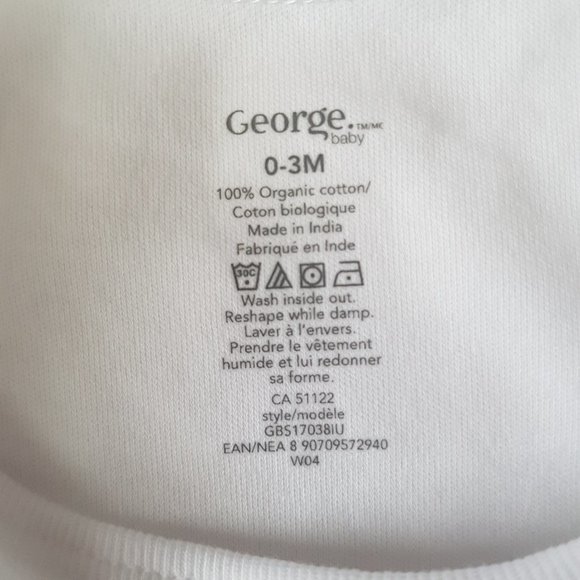 George.TM/MC
baby
0-3M
100% Organic cotton/
Coton biologique
Made in India
Fabriqué en Inde
30C
Wash inside out.
Reshape while damp.
Laver à l'envers.
Prendre le vêtement
humide et lui redonner
sa forme.
CA 51122
style/modèle
GBS17038IU
EAN/NEA 8 90709572940
W04